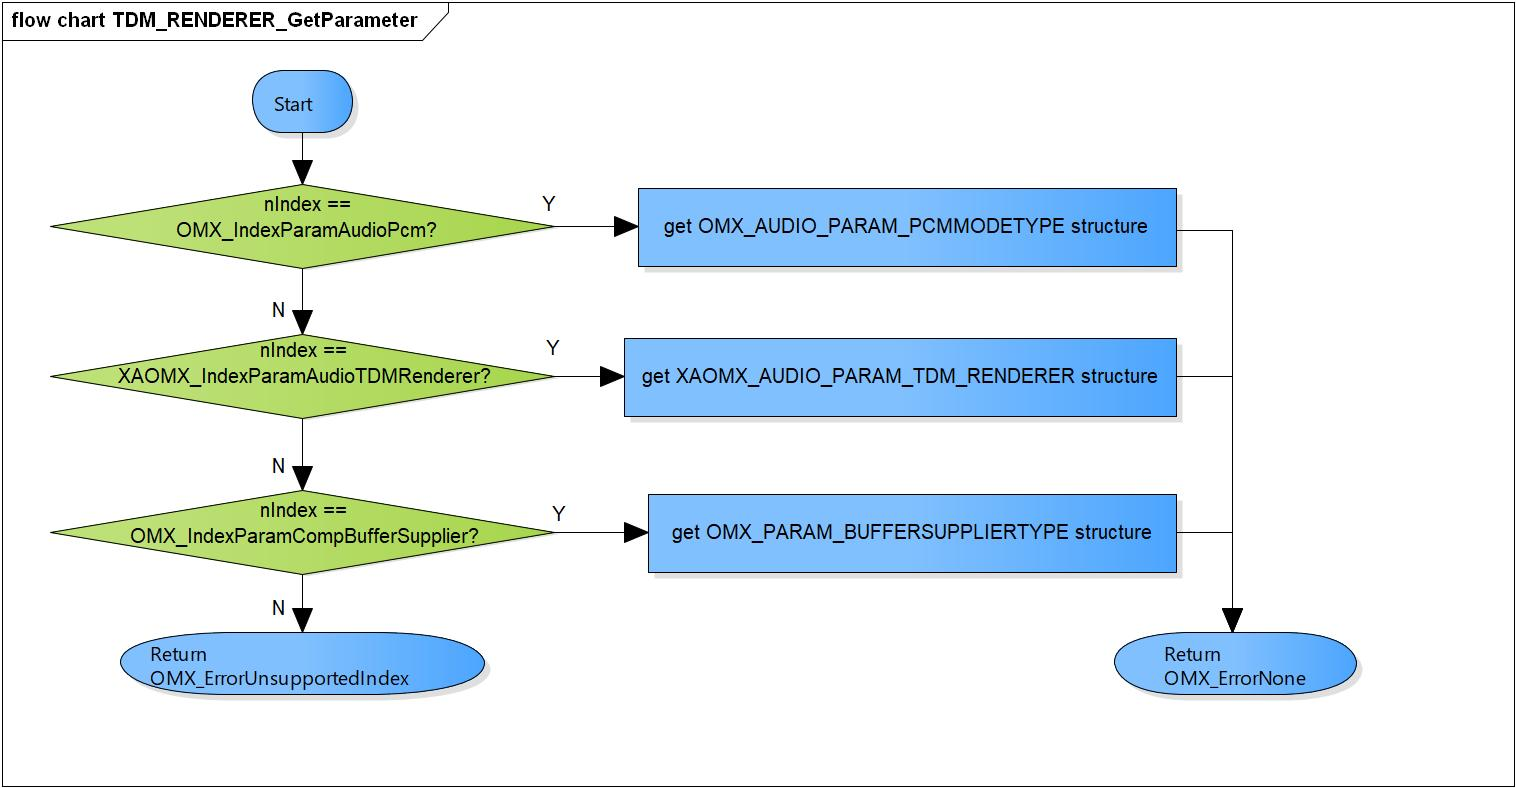 flow chart TDM_RENDERER_GetParameter
Start
nIndex ==
OMX_IndexParamAudioPcm?
Y
get OMX_AUDIO_PARAM_PCMMODETYPE structure
N
nIndex ==
XAOMX_IndexParamAudioTDMRenderer?
Y
get XAOMX_AUDIO_PARAM_TDM_RENDERER structure
N
nIndex ==
OMX_IndexParamCompBufferSupplier?
Y
get OMX_PARAM_BUFFERSUPPLIERTYPE structure
N
Return
OMX_ErrorUnsupportedIndex
Return
OMX_ErrorNone